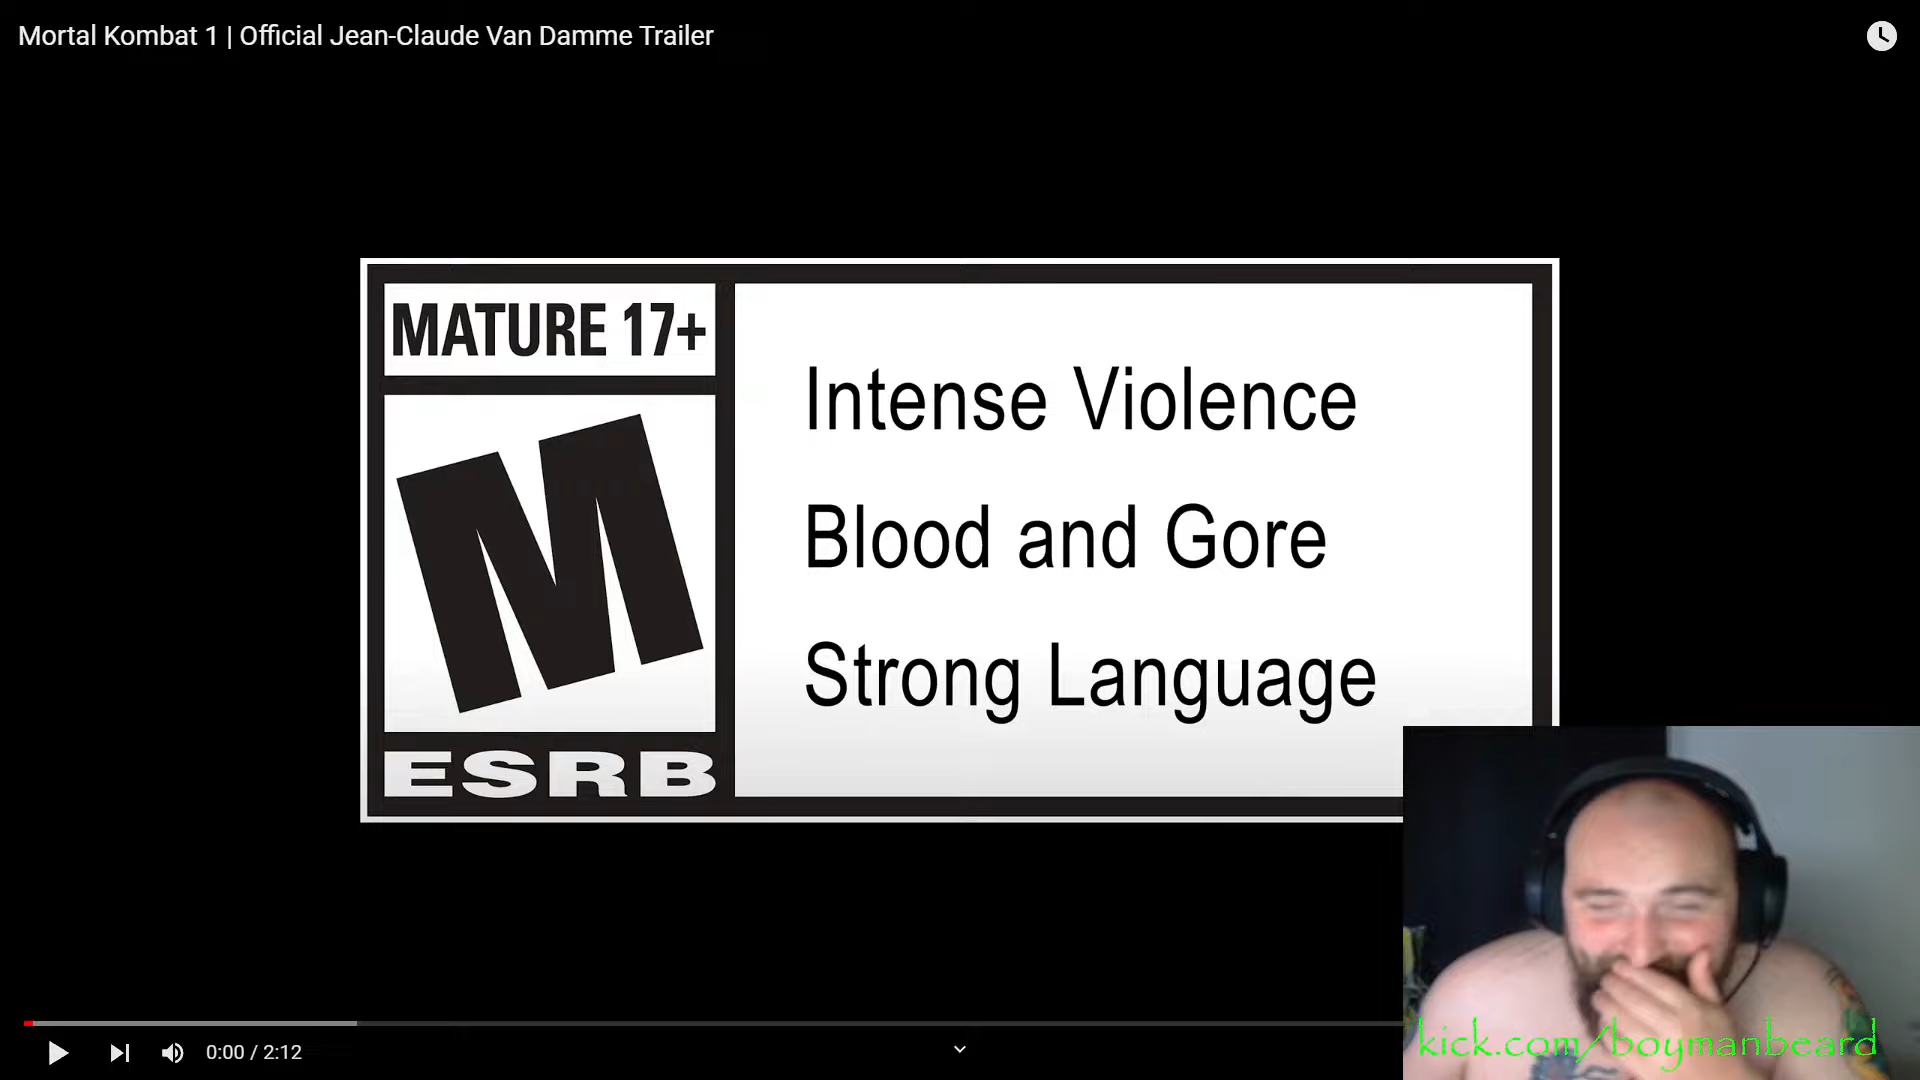 Mortal Kombat 1 | Official Jean-Claude Van Damme Trailer
MATURE 17+
M
ESRB
Intense Violence
Blood and Gore
Strong Language
0:00 / 2:12
kick.com/boymanbeard